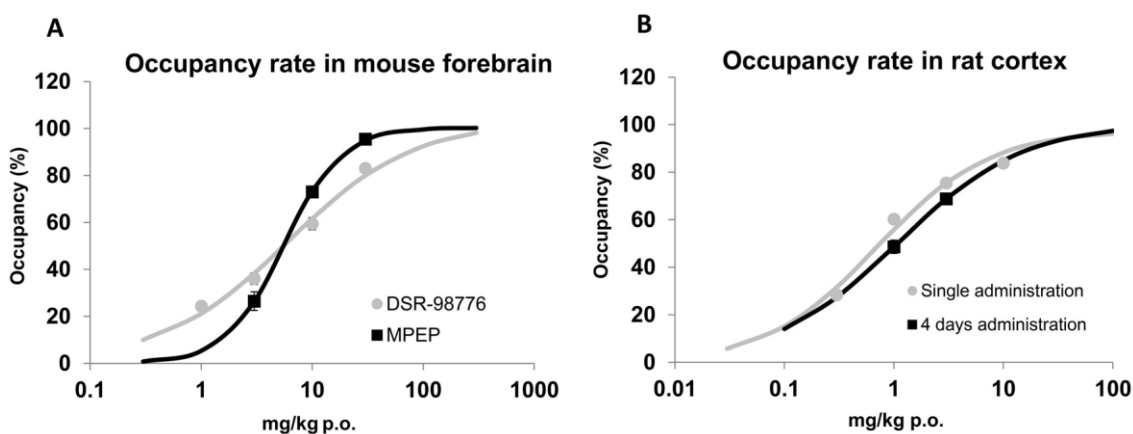 A
Occupancy rate in mouse forebrain
120
100
80
60
40
20
0
Occupancy (%)
DSR-98776
MPEP
0.1
1
10
100
1000
mg/kg p.o.
B
Occupancy rate in rat cortex
120
100
80
60
40
20
0
Occupancy (%)
Single administration
4 days administration
0.01
0.1
1
10
100
mg/kg p.o.